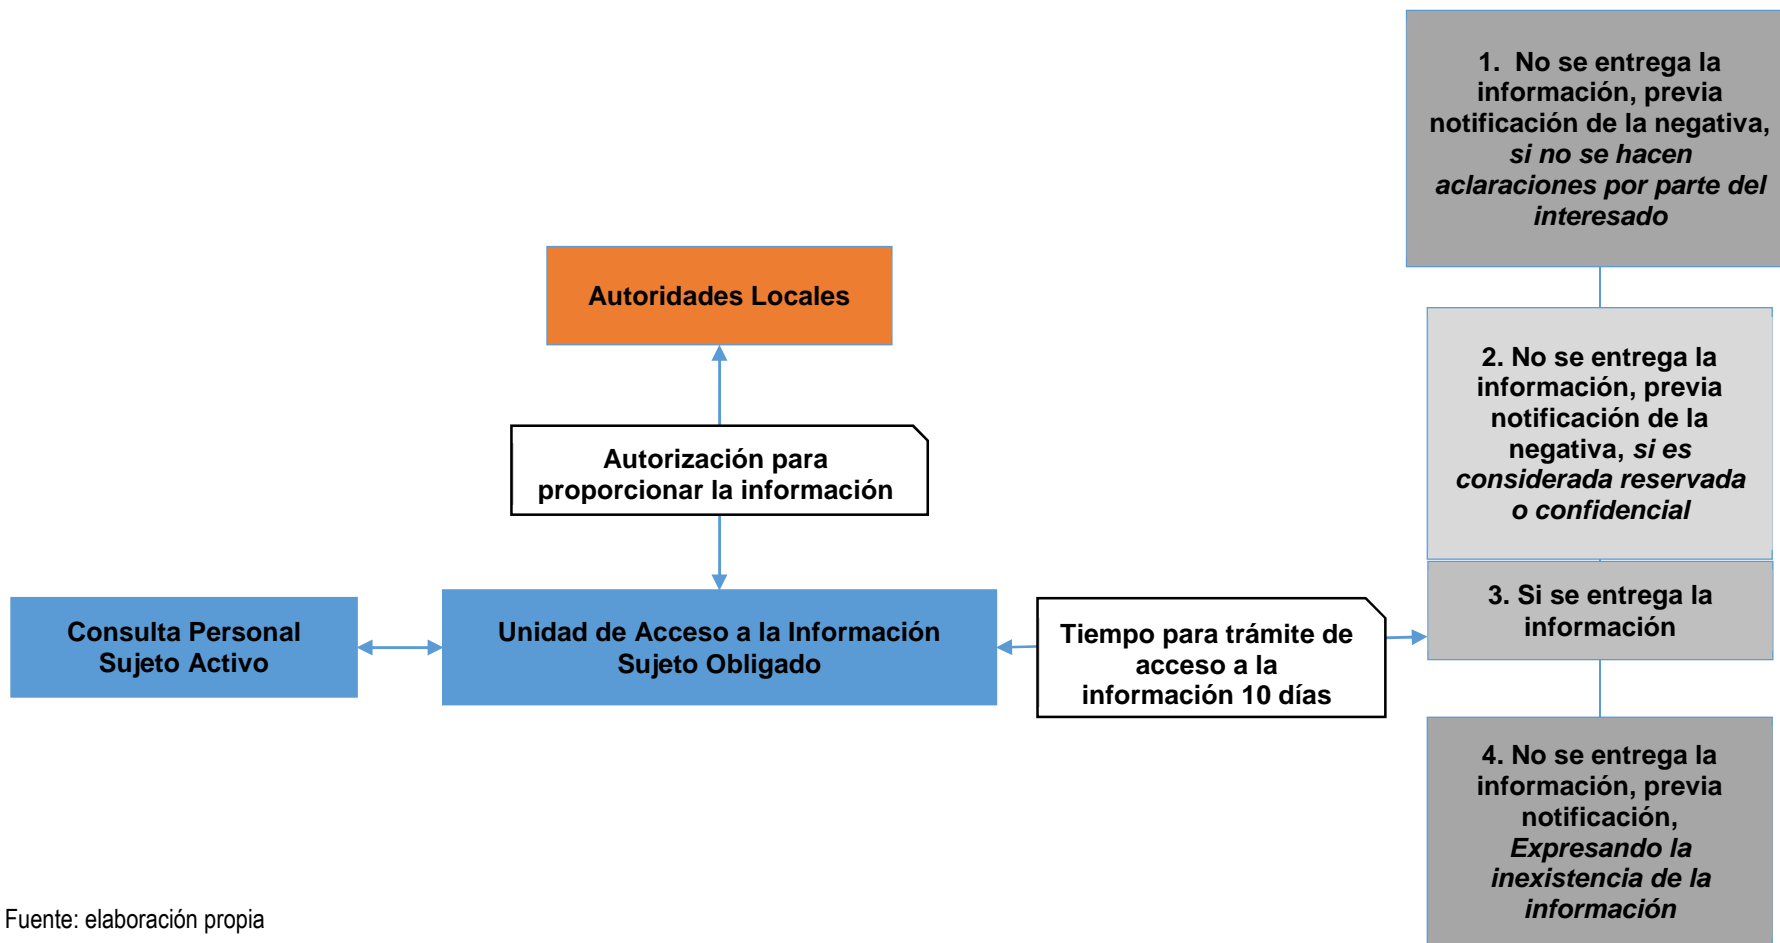 1. No se entrega la
información, previa
notificación de la negativa,
si no se hacen
aclaraciones por parte del
interesado
Autoridades Locales
2. No se entrega la
información, previa
notificación de la
negativa, si es
considerada reservada
o confidencial
Autorización para
proporcionar la información
Consulta Personal
Sujeto Activo
Unidad de Acceso a la Información
Sujeto Obligado
Tiempo para trámite de
acceso a la
información 10 días
3. Si se entrega la
información
4. No se entrega la
información, previa
notificación,
Expresando la
inexistencia de la
información
Fuente: elaboración propia